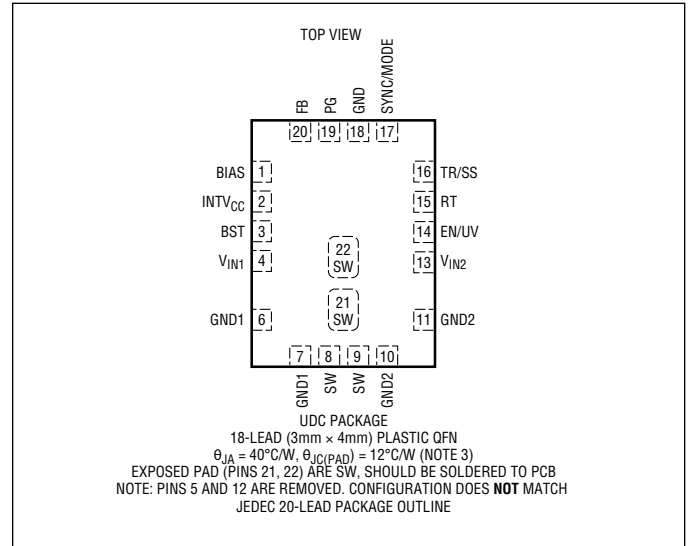 TOP VIEW
FB
PG
GND
SYNC/MODE
20 19 18 17
BIAS 1
INTVCC 2
BST 3
VIN1 4
GND1 6
16 TR/SS
15 RT
14 EN/UV
13 VIN2
11 GND2
22
SW
21
SW
7 8 9 10
GND1
SW
SW
GND2
UDC PACKAGE
18-LEAD (3mm × 4mm) PLASTIC QFN
θJA = 40°C/W, θJC(PAD) = 12°C/W (NOTE 3)
EXPOSED PAD (PINS 21, 22) ARE SW, SHOULD BE SOLDERED TO PCB
NOTE: PINS 5 AND 12 ARE REMOVED. CONFIGURATION DOES NOT MATCH
JEDEC 20-LEAD PACKAGE OUTLINE